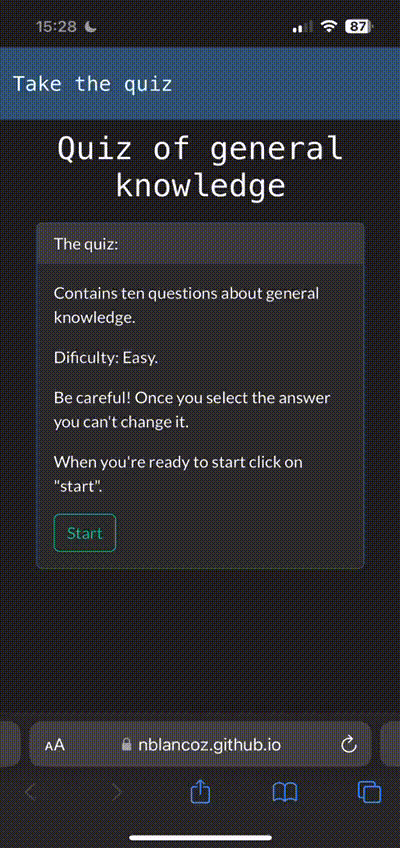 15:28 87
Take the quiz
Quiz of general
knowledge
The quiz:
Contains ten questions about general
knowledge.
Dificulty: Easy.
Be careful! Once you select the answer
you can't change it.
When you're ready to start click on
"start".
Start
AA nblancoz.github.io